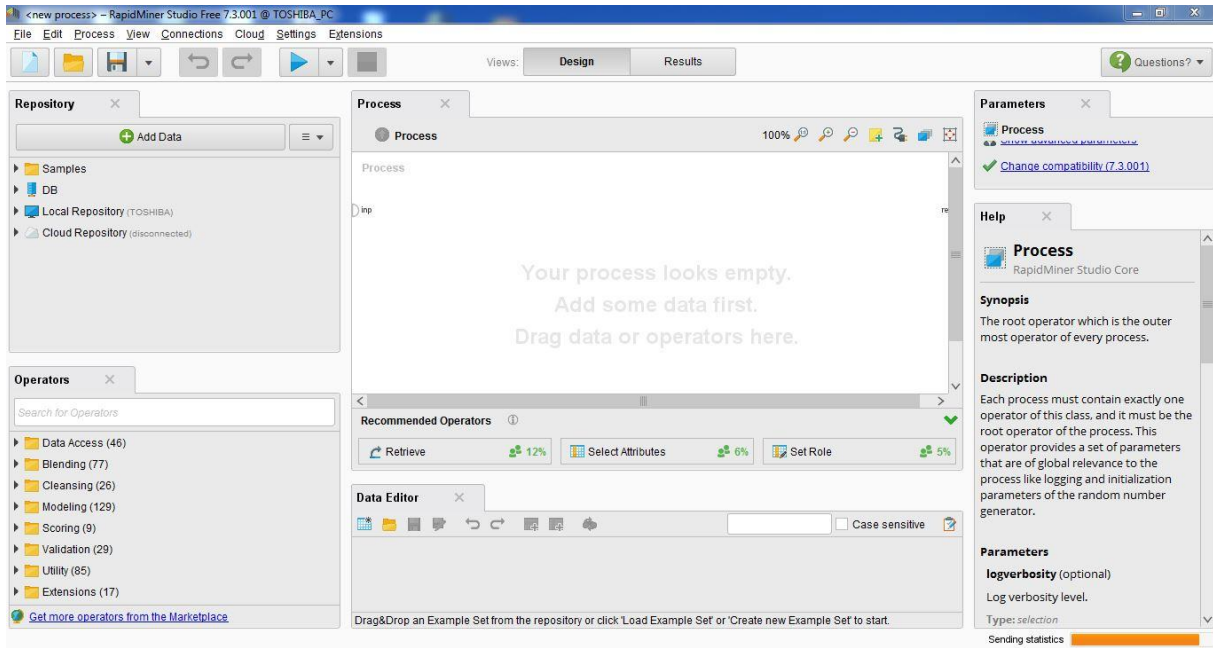 <new process> – RapidMiner Studio Free 7.3.001 @ TOSHIBA_PC
File Edit Process View Connections Cloud Settings Extensions
Views: Design Results Questions? ▾
Repository
Add Data
Samples
DB
Local Repository (TOSHIBA)
Cloud Repository (disconnected)
Operators
Search for Operators
Data Access (46)
Blending (77)
Cleansing (26)
Modeling (129)
Scoring (9)
Validation (29)
Utility (85)
Extensions (17)
Get more operators from the Marketplace
Process
Process 100%
Process
inp re
Your process looks empty.
Add some data first.
Drag data or operators here.
Recommended Operators
Retrieve 12% Select Attributes 6% Set Role 5%
Data Editor
Case sensitive
Drag&Drop an Example Set from the repository or click 'Load Example Set' or 'Create new Example Set' to start.
Parameters
Process
Show advanced parameters
Change compatibility (7.3.001)
Help
Process
RapidMiner Studio Core
Synopsis
The root operator which is the outer
most operator of every process.
Description
Each process must contain exactly one
operator of this class, and it must be the
root operator of the process. This
operator provides a set of parameters
that are of global relevance to the
process like logging and initialization
parameters of the random number
generator.
Parameters
logverbosity (optional)
Log verbosity level.
Type: selection
Sending statistics